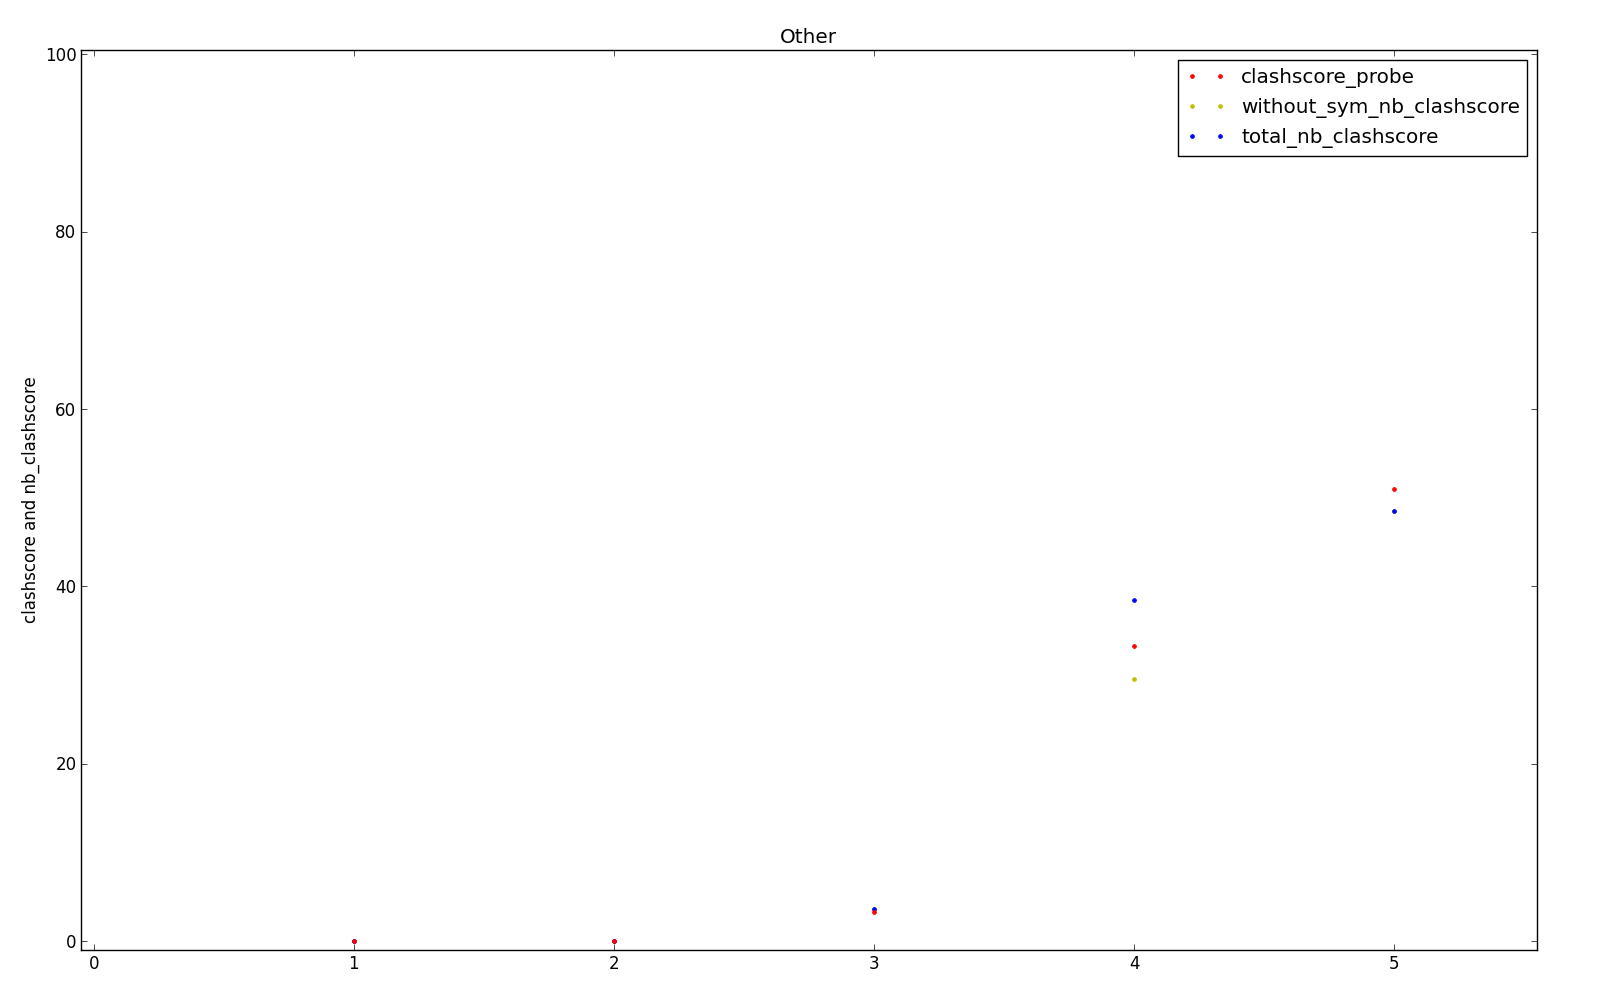 Other
clashscore_probe
without_sym_nb_clashscore
total_nb_clashscore
clashscore and nb_clashscore
100
80
60
40
20
0
0 1 2 3 4 5